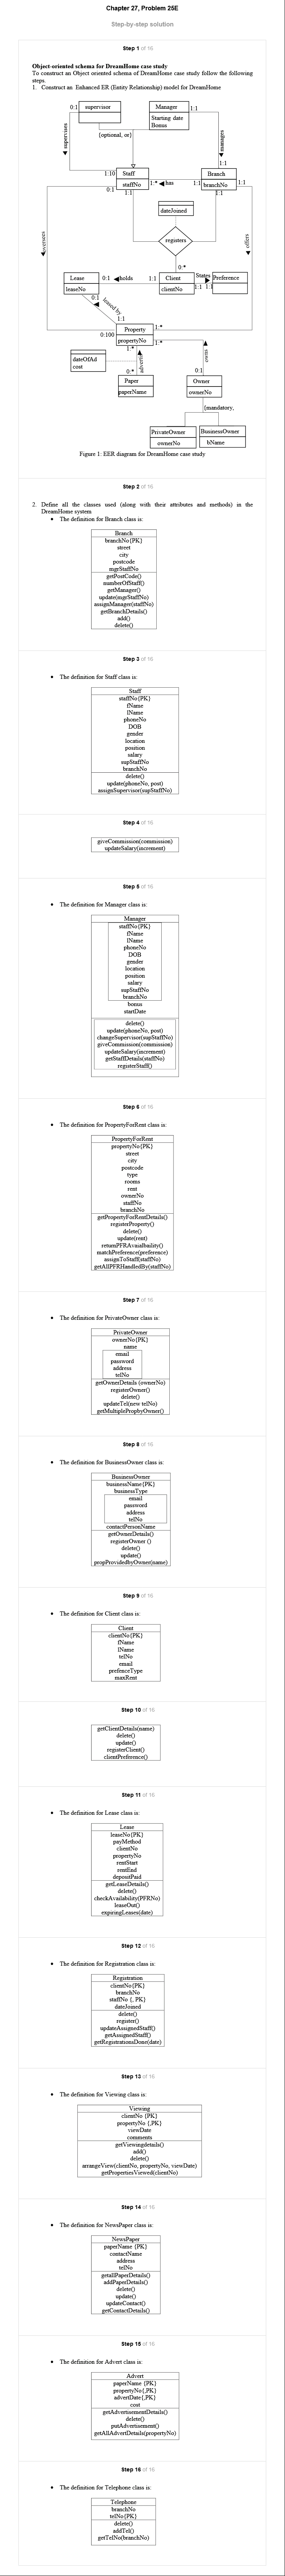 Chapter 27, Problem 25E
Step-by-step solution
Step 1 of 16
Object-oriented schema for DreamHome case study
To construct an Object oriented schema of DreamHome case study follow the following
steps.
1. Construct an Enhanced ER (Entity Relationship) model for DreamHome
0:1
supervisor
Manager
1:1
Starting date
Bonus
supervises
(optional, or)
manages
1:1
1:10
Staff
Branch
staffNo
1:*
has
1:1
branchNo
1:1
0:1
1:1
1:1
dateJoined
oversees
registers
offers
0:*
Lease
0:1
holds
1:1
Client
States
Preference
leaseNo
clientNo
1:1
1:1
0:1
leased by
1:1
0:100
Property
1:*
propertyNo
1:*
1:*
dateOfAd
cost
adverts
owns
0:*
0:1
Paper
Owner
paperName
ownerNo
(mandatory,
PrivateOwner
BusinessOwner
ownerNo
bName
Figure 1: EER diagram for DreamHome case study
Step 2 of 16
2. Define all the classes used (along with their attributes and methods) in the
DreamHome system
• The definition for Branch class is:
Branch
branchNo{PK}
street
city
postcode
mgrStaffNo
getPostCode()
numberOfStaff()
getManager()
update(mgrStaffNo)
assignManager(staffNo)
getBranchDetails()
add()
delete()
Step 3 of 16
• The definition for Staff class is:
Staff
staffNo{PK}
fName
lName
phoneNo
DOB
gender
location
position
salary
supStaffNo
branchNo
delete()
update(phoneNo, post)
assignSupervisor(supStaffNo)
Step 4 of 16
giveCommission(commission)
updateSalary(increment)
Step 5 of 16
• The definition for Manager class is:
Manager
staffNo{PK}
fName
lName
phoneNo
DOB
gender
location
position
salary
supStaffNo
branchNo
bonus
startDate
delete()
update(phoneNo, post)
changeSupervisor(supStaffNo)
giveCommission(commission)
updateSalary(increment)
getStaffDetails(staffNo)
registerStaff()
Step 6 of 16
• The definition for PropertyForRent class is:
PropertyForRent
propertyNo{PK}
street
city
postcode
type
rooms
rent
ownerNo
staffNo
branchNo
getPropertyForRentDetails()
registerProperty()
delete()
update(rent)
returnPFRAvaialbaility()
matchPreference(preference)
assignToStaff(staffNo)
getAllPFRHandledBy(staffNo)
Step 7 of 16
• The definition for PrivateOwner class is:
PrivateOwner
ownerNo{PK}
name
email
password
address
telNo
getOwnerDetails (ownerNo)
registerOwner()
delete()
updateTel(new telNo)
getMultiplePropbyOwner()
Step 8 of 16
• The definition for BusinessOwner class is:
BusinessOwner
businessName{PK}
businessType
email
password
address
telNo
contactPersonName
getOwnerDetails()
registerOwner ()
delete()
update()
propProvidedbyOwner(name)
Step 9 of 16
• The definition for Client class is:
Client
clientNo{PK}
fName
lName
telNo
email
prefenceType
maxRent
Step 10 of 16
getClientDetails(name)
delete()
update()
registerClient()
clientPreference()
Step 11 of 16
• The definition for Lease class is:
Lease
leaseNo{PK}
payMethod
clientNo
propertyNo
rentStart
rentEnd
depositPaid
getLeaseDetails()
delete()
checkAvailability(PFRNo)
leaseOut()
expiringLeases(date)
Step 12 of 16
• The definition for Registration class is:
Registration
clientNo{PK}
branchNo
staffNo {, PK}
dateJoined
delete()
register()
updateAssignedStaff()
getAssignedStaff()
getRegistrationsDone(date)
Step 13 of 16
• The definition for Viewing class is:
Viewing
clientNo {PK}
propertyNo {,PK}
viewDate
comments
getViewingdetails()
add()
delete()
arrangeView(clientNo, propertyNo, viewDate)
getPropertiesViewed(clientNo)
Step 14 of 16
• The definition for NewsPaper class is:
NewsPaper
paperName {PK}
contactName
address
telNo
getallPaperDetails()
addPaperDetails()
delete()
update()
updateContact()
getContactDetails()
Step 15 of 16
• The definition for Advert class is:
Advert
paperName {PK}
propertyNo{,PK}
advertDate{,PK}
cost
getAdvertisementDetails()
delete()
putAdvertisement()
getAllAdvertDetails(propertyNo)
Step 16 of 16
• The definition for Telephone class is:
Telephone
branchNo
telNo{PK}
delete()
addTel()
getTelNo(branchNo)